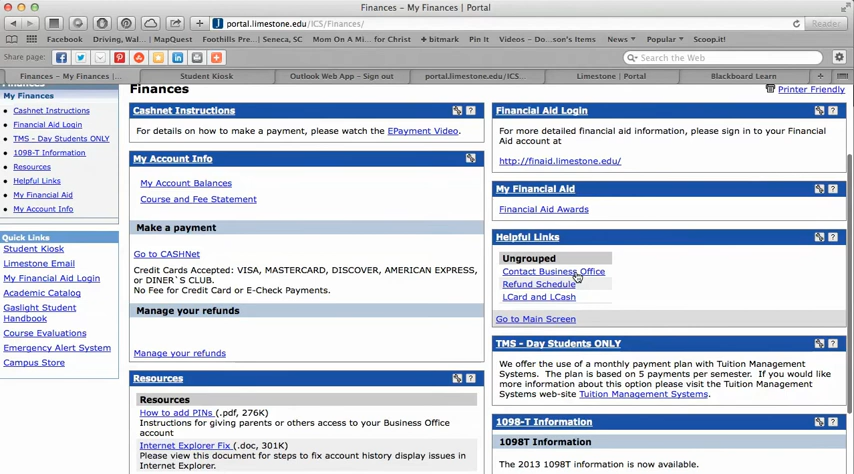 Finances – My Finances | Portal
portal.limestone.edu/ICS/Finances/
Reader
Facebook
Driving, Wal...| MapQuest
Foothills Pre... | Seneca, SC
Mom On A Mi... for Christ
+ bitmark
Pin It
Videos - Do...son's Items
News
Popular
Scoop.it!
Share page:
Search the Web
Finances – My Finances | ...
Student Kiosk
Outlook Web App – Sign out
portal.limestone.edu/ICS...
Limestone | Portal
Blackboard Learn
Finances
My Finances
Cashnet Instructions
Financial Aid Login
TMS - Day Students ONLY
1098-T Information
Resources
Helpful Links
My Financial Aid
My Account Info
Quick Links
Student Kiosk
Limestone Email
My Financial Aid Login
Academic Catalog
Gaslight Student
Handbook
Course Evaluations
Emergency Alert System
Campus Store
Finances
Printer Friendly
Cashnet Instructions
For details on how to make a payment, please watch the EPayment Video.
My Account Info
My Account Balances
Course and Fee Statement
Make a payment
Go to CASHNet
Credit Cards Accepted: VISA, MASTERCARD, DISCOVER, AMERICAN EXPRESS,
or DINER`S CLUB.
No Fee for Credit Card or E-Check Payments.
Manage your refunds
Manage your refunds
Resources
Resources
How to add PINs (.pdf, 276K)
Instructions for giving parents or others access to your Business Office
account
Internet Explorer Fix (.doc, 301K)
Please view this document for steps to fix account history display issues in
Internet Explorer.
Financial Aid Login
For more detailed financial aid information, please sign in to your Financial
Aid account at
http://finaid.limestone.edu/
My Financial Aid
Financial Aid Awards
Helpful Links
Ungrouped
Contact Business Office
Refund Schedule
LCard and LCash
Go to Main Screen
TMS - Day Students ONLY
We offer the use of a monthly payment plan with Tuition Management
Systems. The plan is based on 5 payments per semester. If you would like
more information about this option please visit the Tuition Management
Systems web-site Tuition Management Systems.
1098-T Information
1098T Information
The 2013 1098T information is now available.